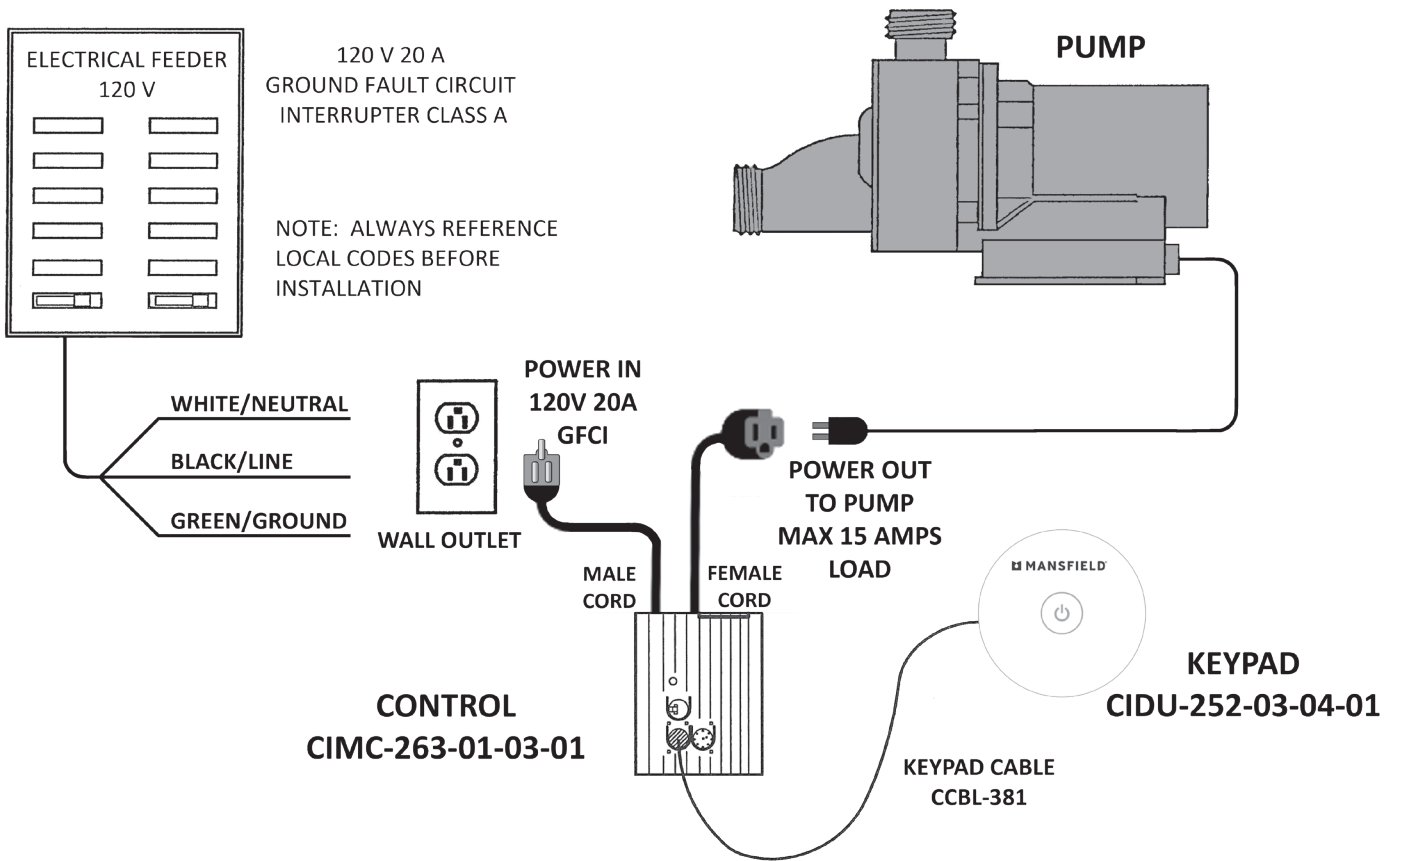 ELECTRICAL FEEDER
120 V
120 V 20 A
GROUND FAULT CIRCUIT
INTERRUPTER CLASS A
PUMP
NOTE: ALWAYS REFERENCE
LOCAL CODES BEFORE
INSTALLATION
WHITE/NEUTRAL
BLACK/LINE
GREEN/GROUND
WALL OUTLET
POWER IN
120V 20A
GFCI
POWER OUT
TO PUMP
MAX 15 AMPS
LOAD
MALE
CORD
FEMALE
CORD
MANSFIELD
CONTROL
CIMC-263-01-03-01
KEYPAD
CIDU-252-03-04-01
KEYPAD CABLE
CCBL-381